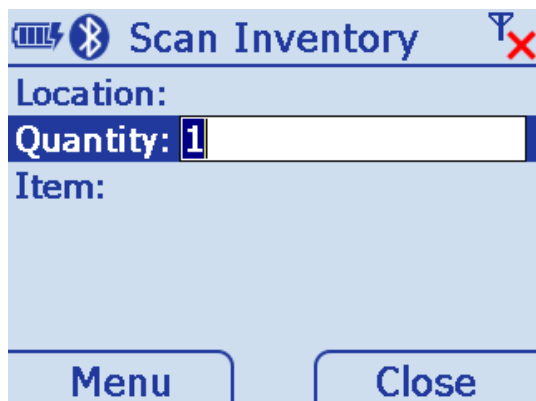 Scan Inventory
Location:
Quantity: 1
Item:
Menu Close